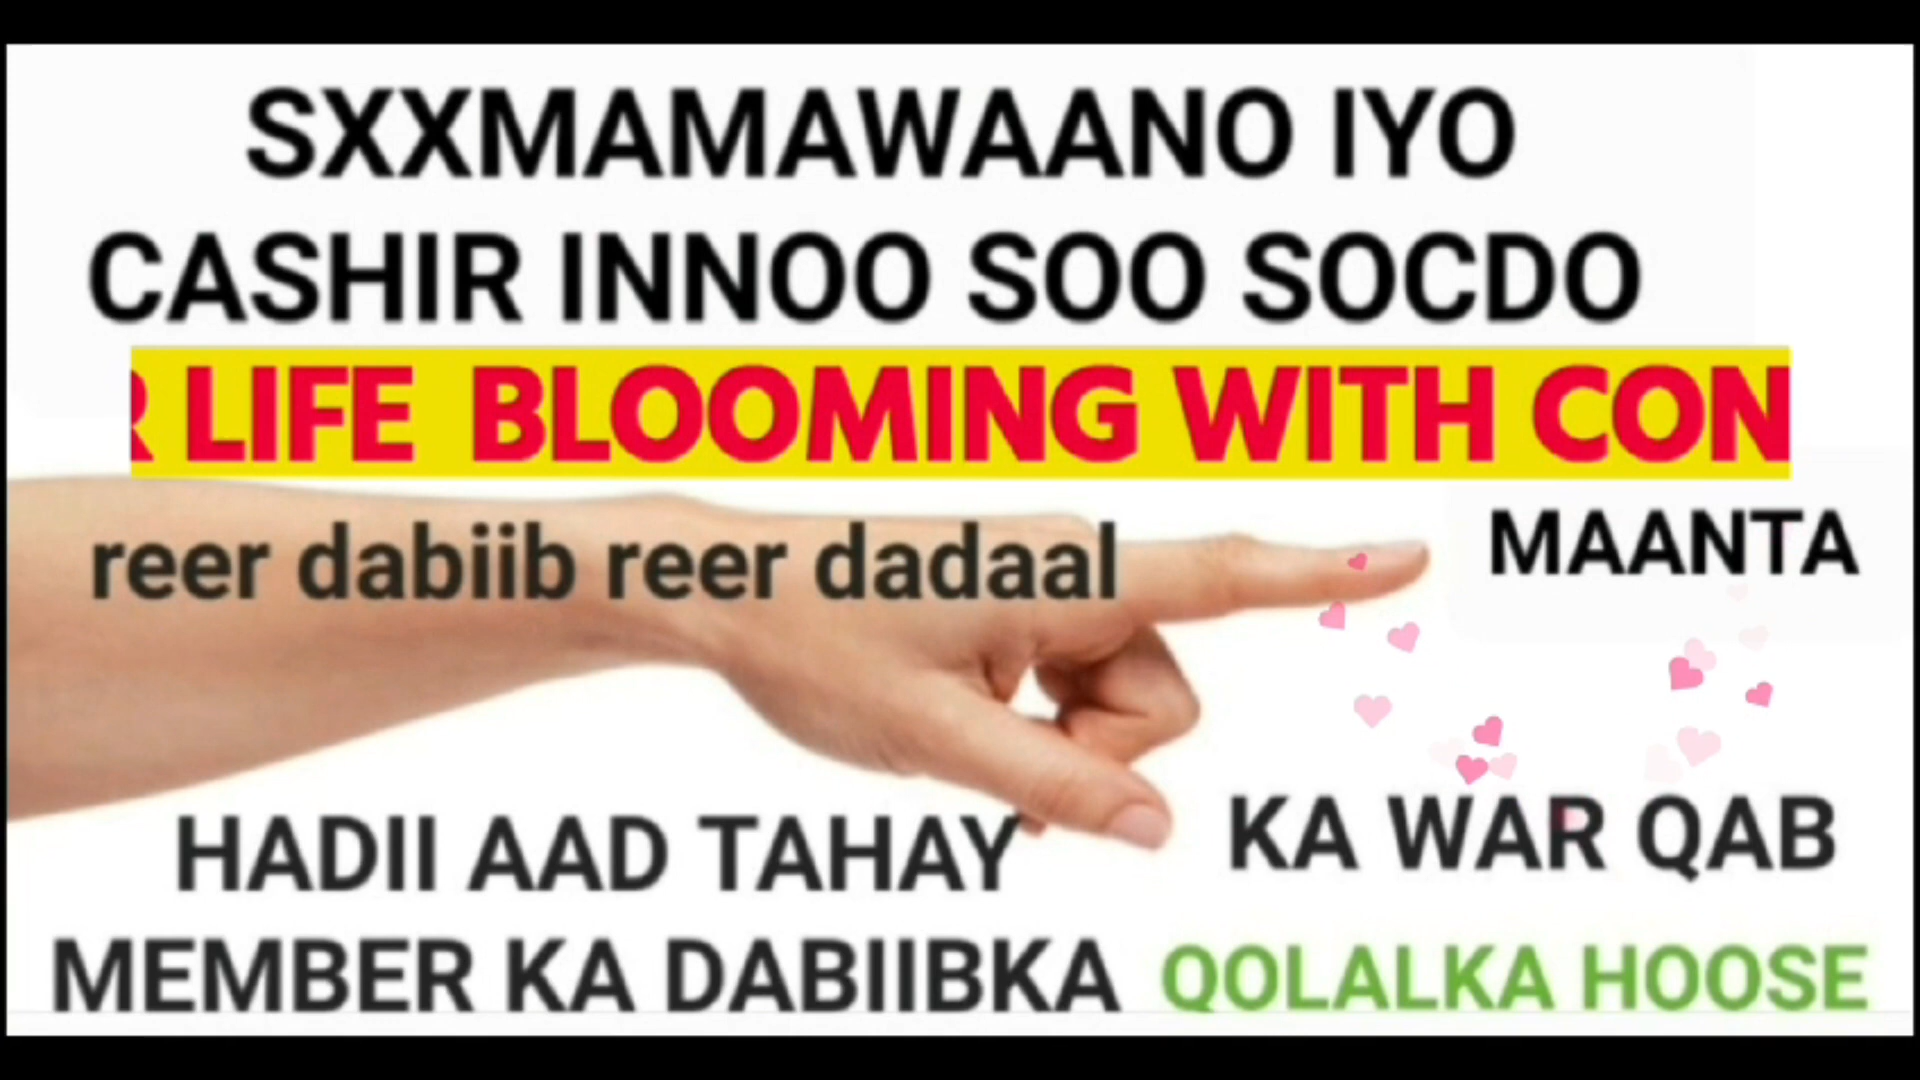 SXXMAMAWAANO IYO
CASHIR INNOO SOO SOCDO
R LIFE BLOOMING WITH CON
reer dabiib reer dadaal
MAANTA
HADII AAD TAHAY
KA WAR QAB
MEMBER KA DABIIBKA
QOLALKA HOOSE